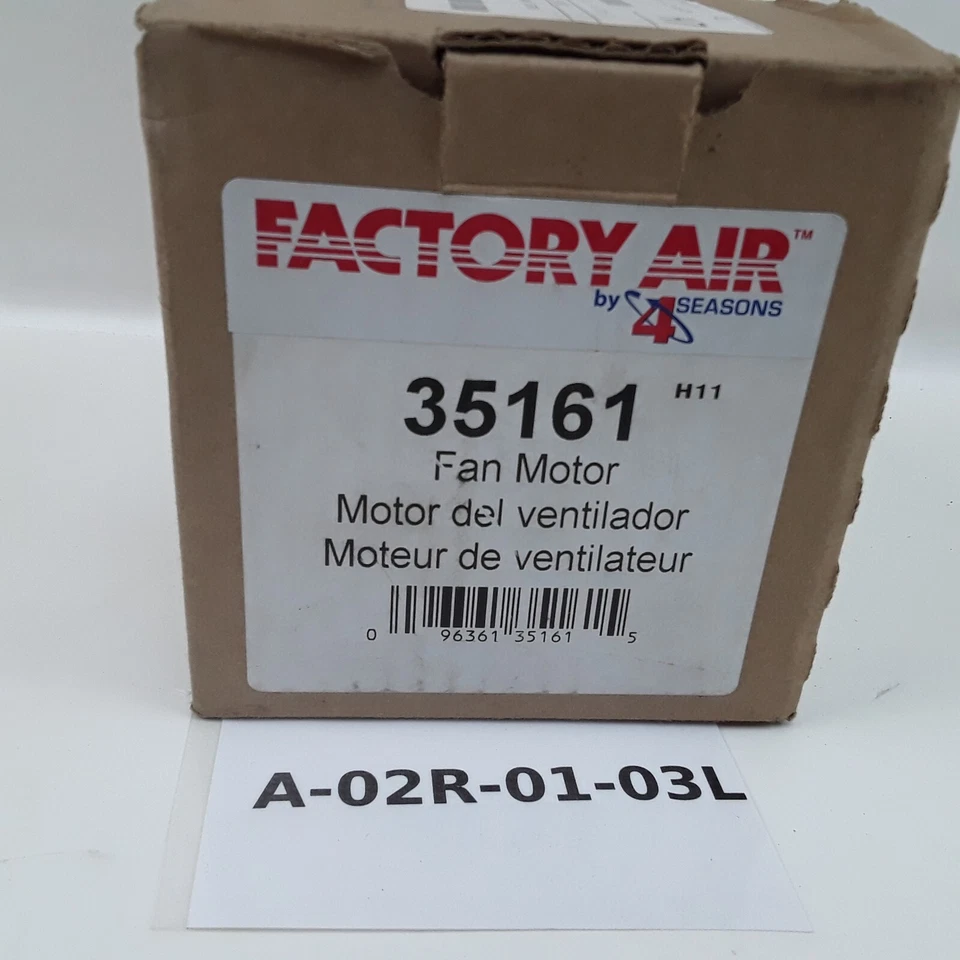 FACTORY AIR™
by 4 SEASONS
35161 H11
Fan Motor
Motor del ventilador
Moteur de ventilateur
0 96361 35161 5
A-02R-01-03L